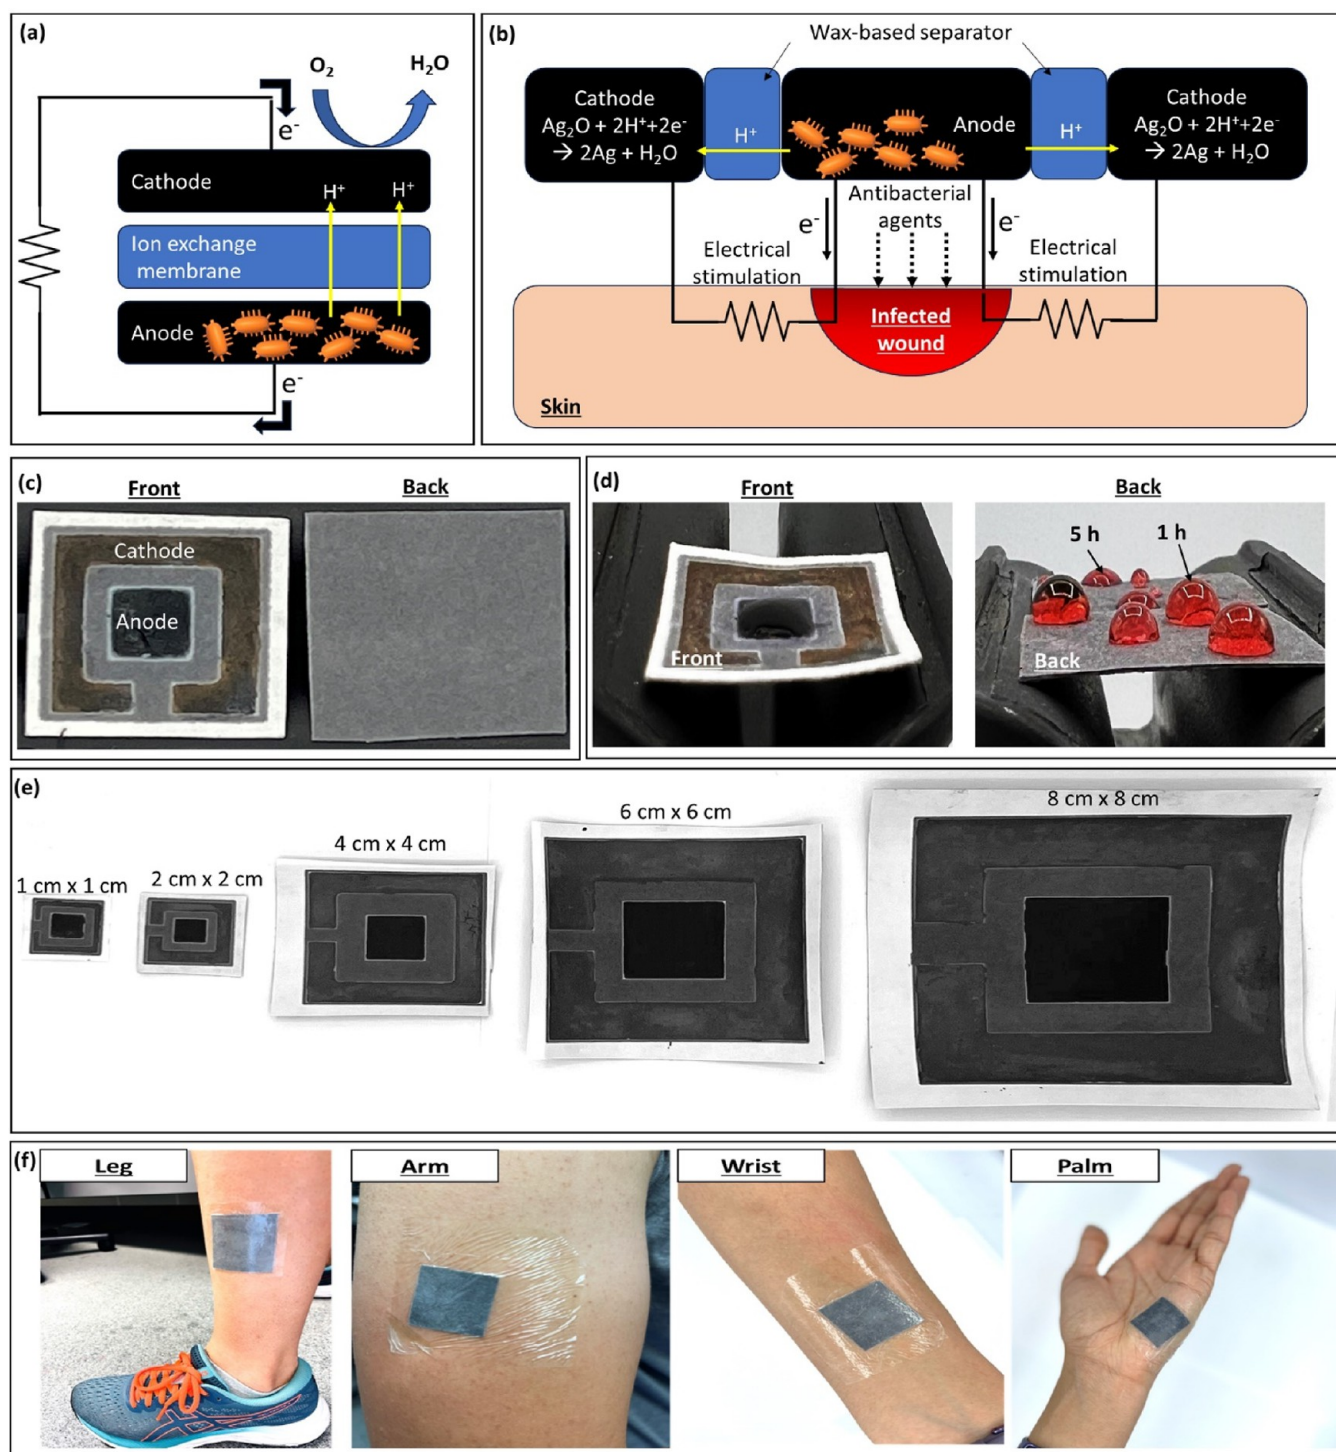 (a)
O₂
H₂O
e⁻
Cathode
H⁺
H⁺
Ion exchange
membrane
Anode
e⁻
(b)
Wax-based separator
Cathode
Ag₂O + 2H⁺+2e⁻
→ 2Ag + H₂O
H⁺
Anode
H⁺
Cathode
Ag₂O + 2H⁺+2e⁻
→ 2Ag + H₂O
e⁻
Antibacterial
agents
e⁻
Electrical
stimulation
Electrical
stimulation
Infected
wound
Skin
(c)
Front
Back
Cathode
Anode
(d)
Front
Back
5 h
1 h
Front
Back
(e)
1 cm x 1 cm
2 cm x 2 cm
4 cm x 4 cm
6 cm x 6 cm
8 cm x 8 cm
(f)
Leg
Arm
Wrist
Palm